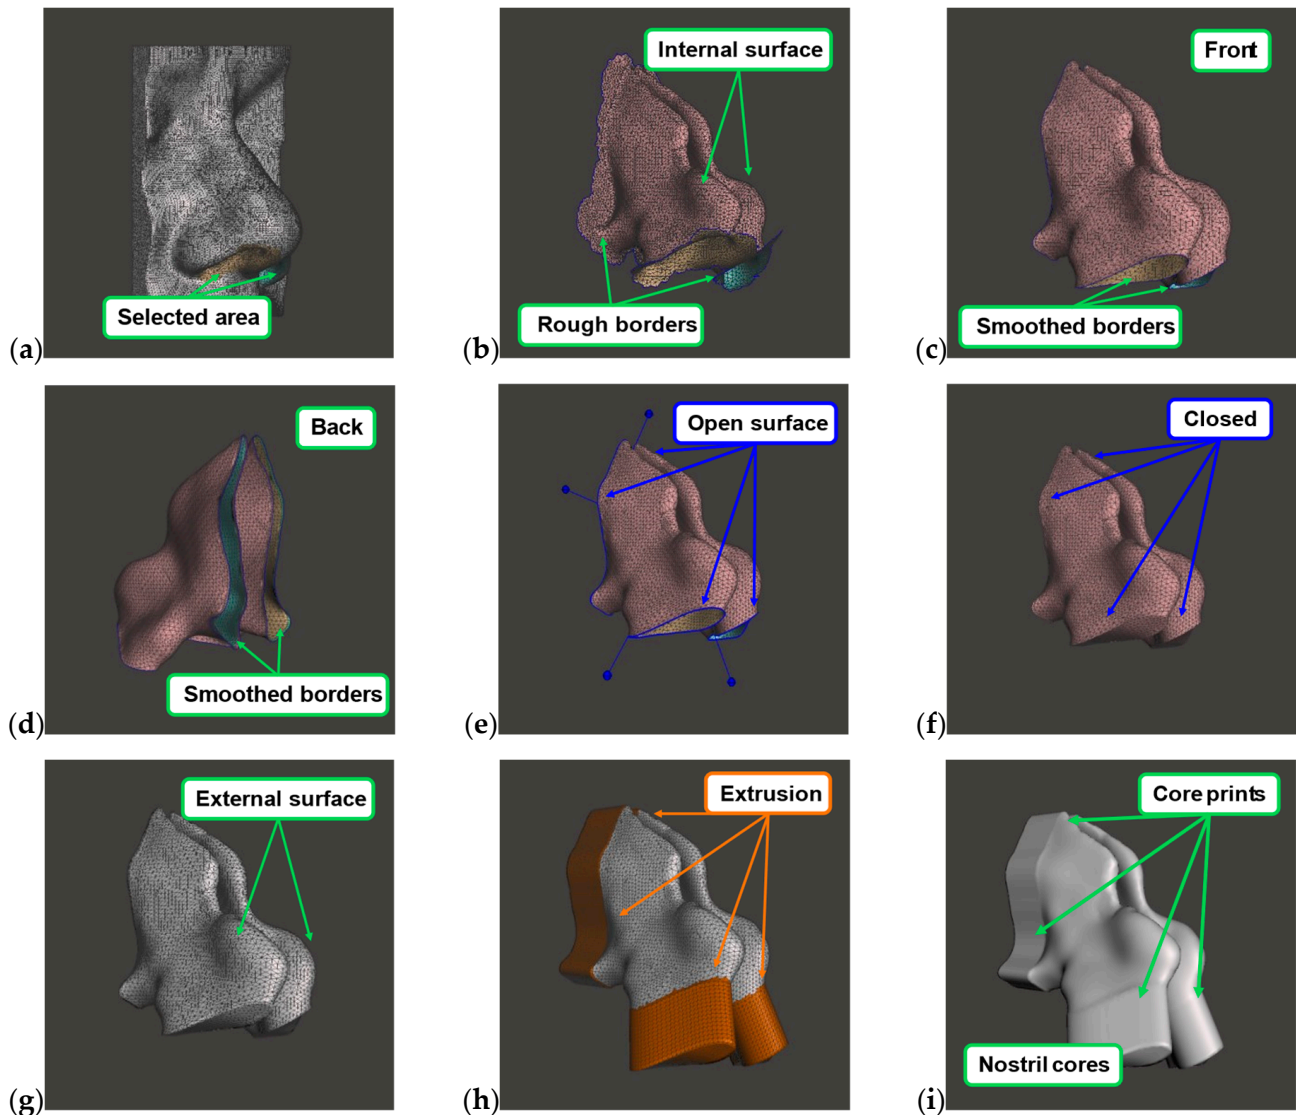 Internal surface
Front
Selected area
Rough borders
Smoothed borders
(a)
(b)
(c)
Back
Open surface
Closed
Smoothed borders
(d)
(e)
(f)
External surface
Extrusion
Core prints
Nostril cores
(g)
(h)
(i)